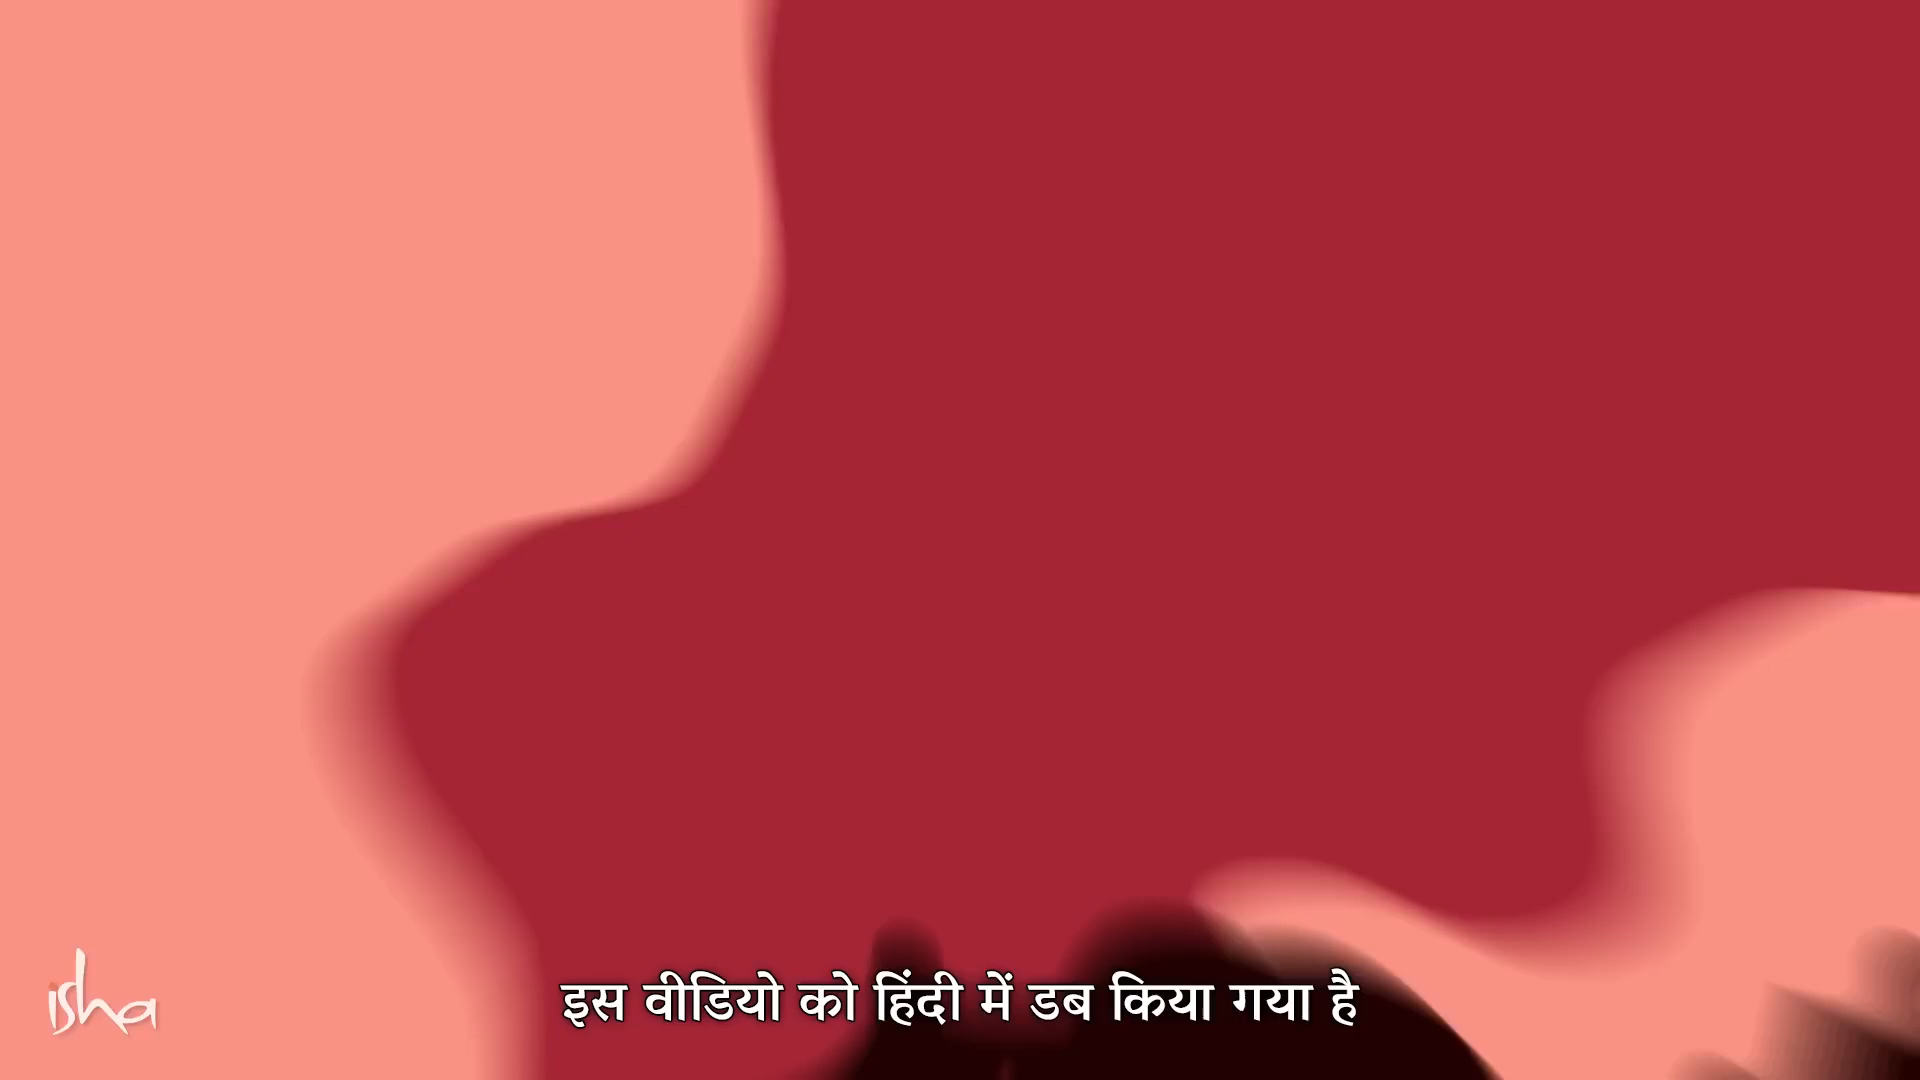 isha
इस वीडियो को हिंदी में डब किया गया है